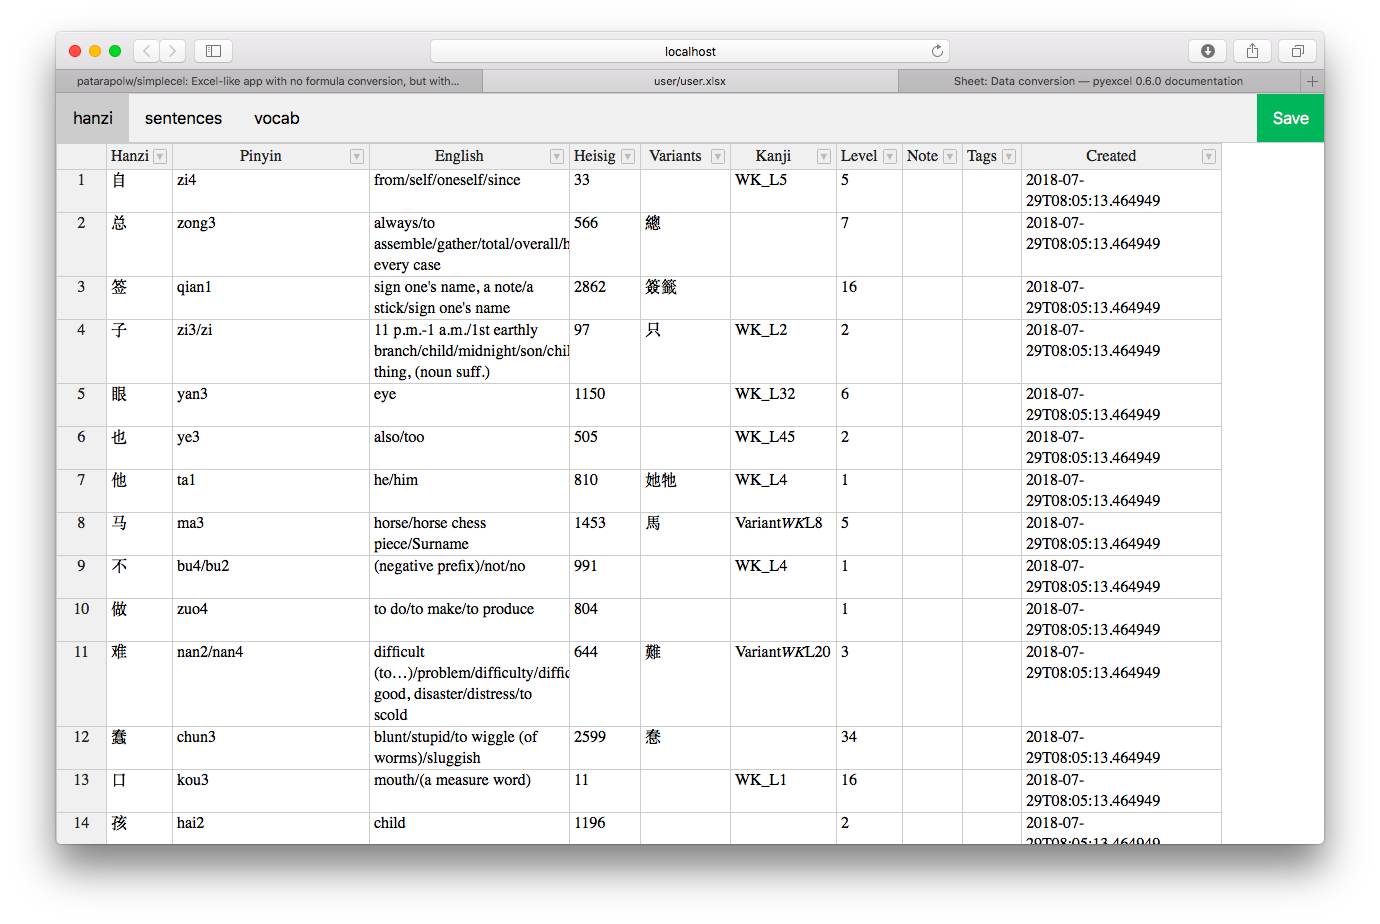 localhost
patarapolw/simplecel: Excel-like app with no formula conversion, but with...
user/user.xlsx
Sheet: Data conversion — pyexcel 0.6.0 documentation
hanzi sentences vocab Save
Hanzi Pinyin English Heisig Variants Kanji Level Note Tags Created
1 自 zi4 from/self/oneself/since 33 WK_L5 5 2018-07-
29T08:05:13.464949
2 总 zong3 always/to 566 總 7 2018-07-
assemble/gather/total/overall/h 29T08:05:13.464949
every case
3 签 qian1 sign one's name, a note/a 2862 簽籤 16 2018-07-
stick/sign one's name 29T08:05:13.464949
4 子 zi3/zi 11 p.m.-1 a.m./1st earthly 97 只 WK_L2 2 2018-07-
branch/child/midnight/son/chil 29T08:05:13.464949
thing, (noun suff.)
5 眼 yan3 eye 1150 WK_L32 6 2018-07-
29T08:05:13.464949
6 也 ye3 also/too 505 WK_L45 2 2018-07-
29T08:05:13.464949
7 他 ta1 he/him 810 她牠 WK_L4 1 2018-07-
29T08:05:13.464949
8 马 ma3 horse/horse chess 1453 馬 VariantWKL8 5 2018-07-
piece/Surname 29T08:05:13.464949
9 不 bu4/bu2 (negative prefix)/not/no 991 WK_L4 1 2018-07-
29T08:05:13.464949
10 做 zuo4 to do/to make/to produce 804 1 2018-07-
29T08:05:13.464949
11 难 nan2/nan4 difficult 644 難 VariantWKL20 3 2018-07-
(to…)/problem/difficulty/diffic 29T08:05:13.464949
good, disaster/distress/to
scold
12 蠢 chun3 blunt/stupid/to wiggle (of 2599 惷 34 2018-07-
worms)/sluggish 29T08:05:13.464949
13 口 kou3 mouth/(a measure word) 11 WK_L1 16 2018-07-
29T08:05:13.464949
14 孩 hai2 child 1196 2 2018-07-
29T08:05:13.464949